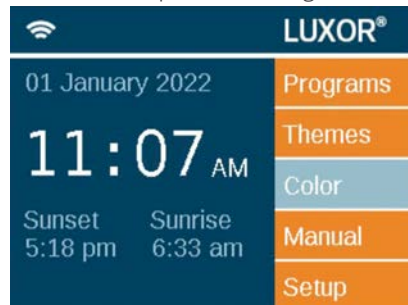 LUXOR®
01 January 2022
11:07 AM
Sunset Sunrise
5:18 pm 6:33 am
Programs
Themes
Color
Manual
Setup